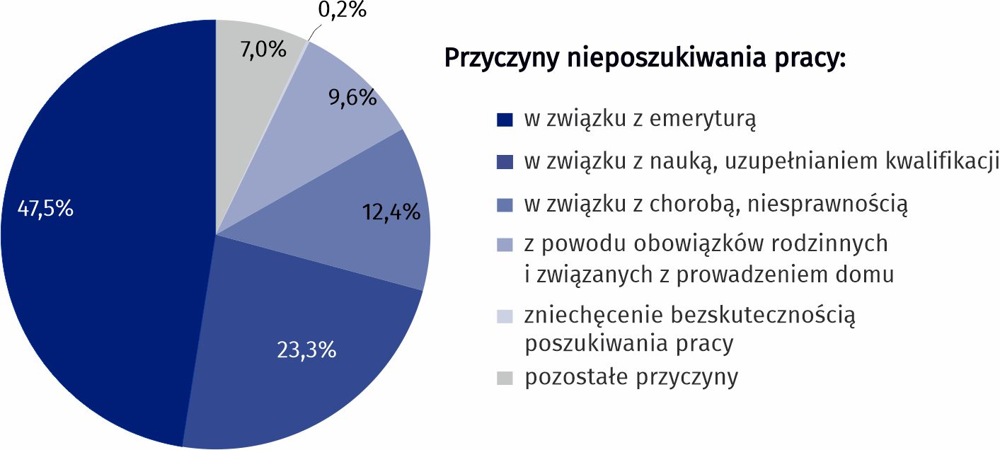 0,2%
7,0%
9,6%
12,4%
23,3%
47,5%
Przyczyny nieposzukiwania pracy:
w związku z emeryturą
w związku z nauką, uzupełnianiem kwalifikacji
w związku z chorobą, niesprawnością
z powodu obowiązków rodzinnych
i związanych z prowadzeniem domu
zniechęcenie bezskutecznością
poszukiwania pracy
pozostałe przyczyny